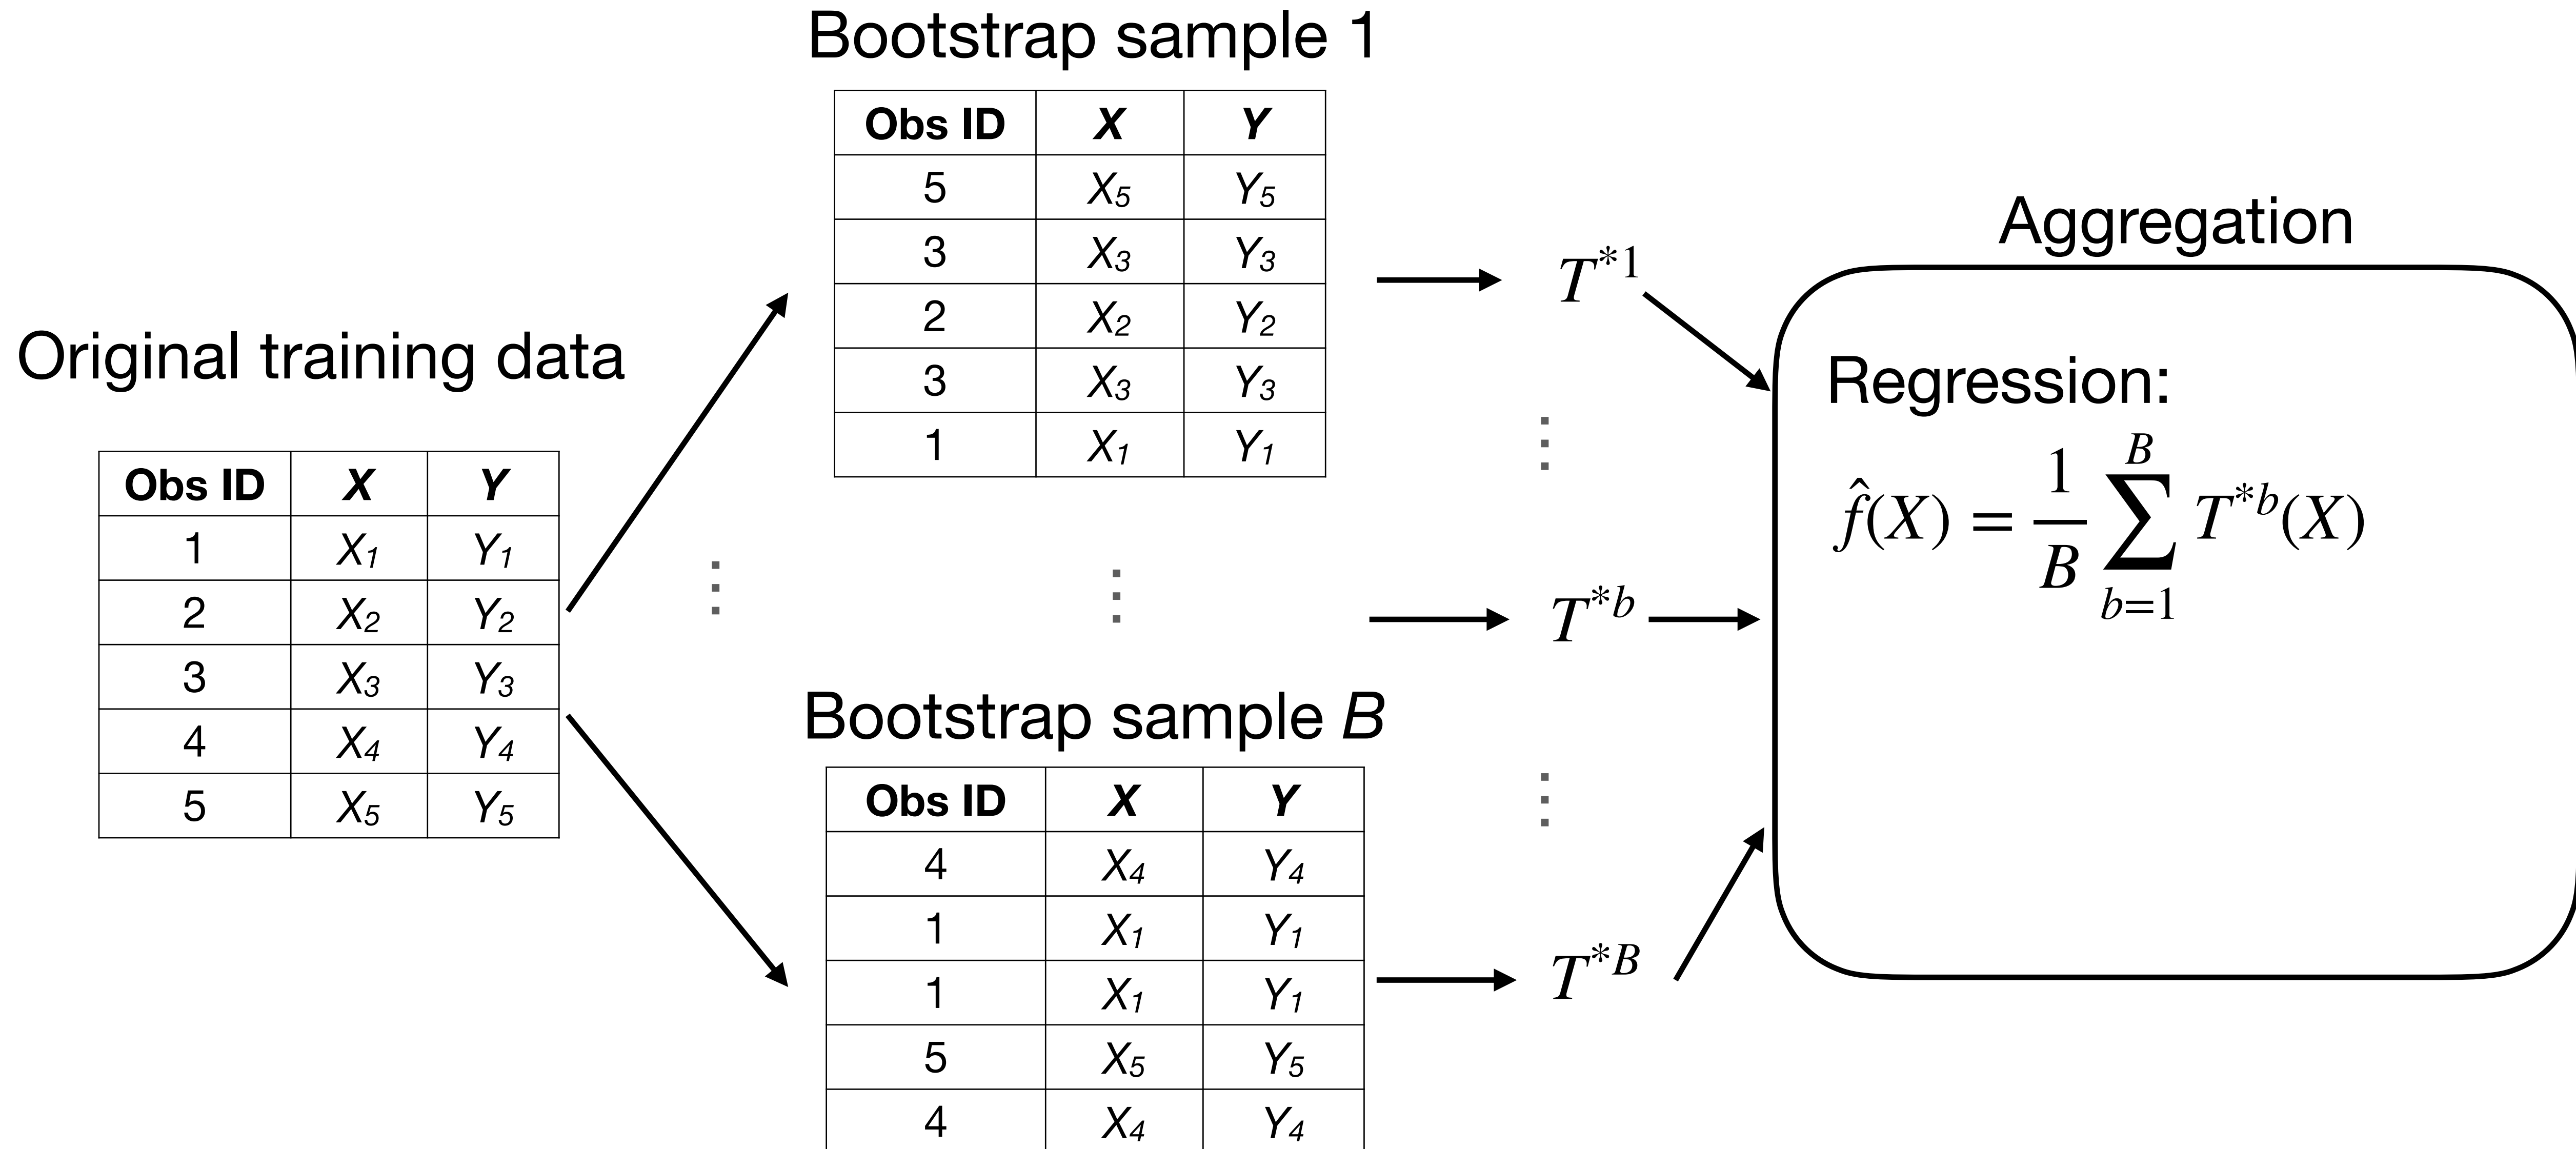 Original training data
Obs ID X Y
1 X₁ Y₁
2 X₂ Y₂
3 X₃ Y₃
4 X₄ Y₄
5 X₅ Y₅
Bootstrap sample 1
Obs ID X Y
5 X₅ Y₅
3 X₃ Y₃
2 X₂ Y₂
3 X₃ Y₃
1 X₁ Y₁
⋮ ⋮
Bootstrap sample B
Obs ID X Y
4 X₄ Y₄
1 X₁ Y₁
1 X₁ Y₁
5 X₅ Y₅
4 X₄ Y₄
T*1
⋮
T*b
⋮
T*B
Aggregation
Regression:
f̂(X) = 1/B ∑_{b=1}^{B} T*b(X)